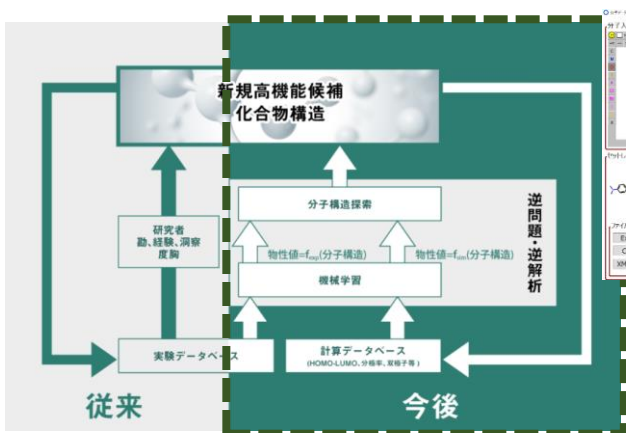 新規高機能候補
化合物構造
分子構造探索
物性値=fexp(分子構造)
物性値=fsim(分子構造)
機械学習
逆問題・逆解析
研究者
勘、経験、洞察
度胸
実験データベース
計算データベース
(HOMO-LUMO、分極率、双極子等)
従来
今後